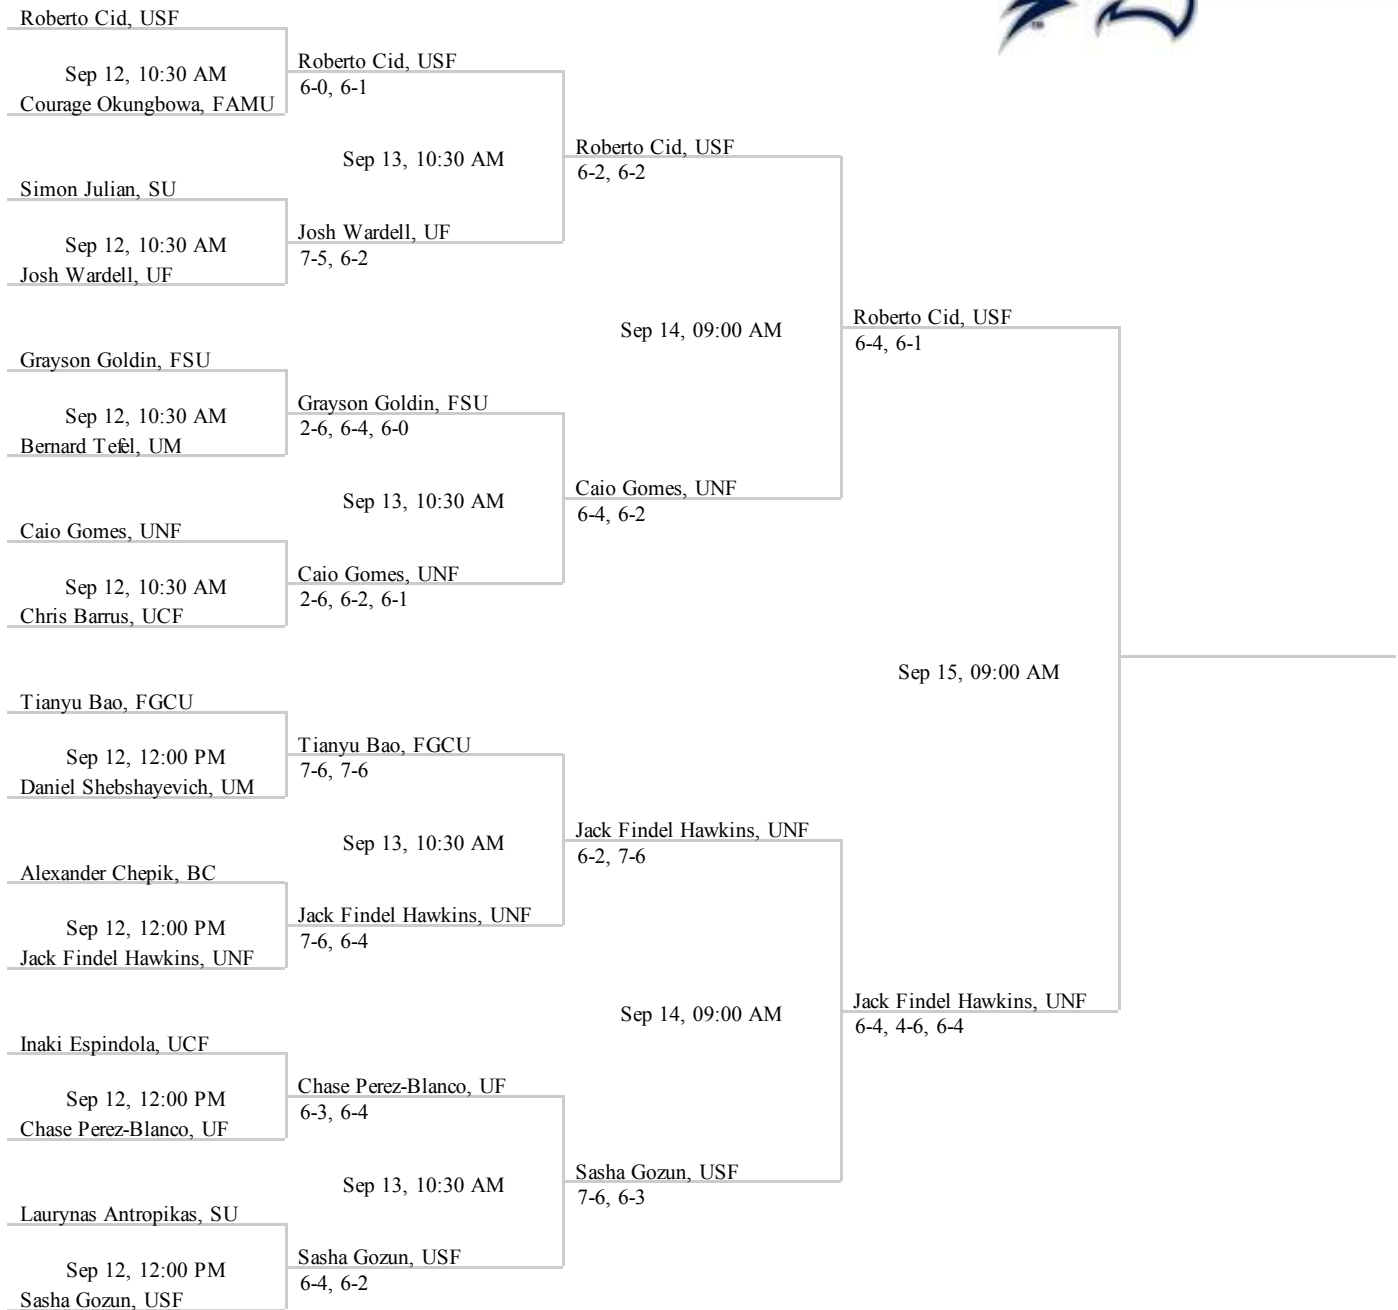 Roberto Cid, USF
Sep 12, 10:30 AM
Courage Okungbowa, FAMU
Simon Julian, SU
Sep 12, 10:30 AM
Josh Wardell, UF
Grayson Goldin, FSU
Sep 12, 10:30 AM
Bernard Tefel, UM
Caio Gomes, UNF
Sep 12, 10:30 AM
Chris Barrus, UCF
Tianyu Bao, FGCU
Sep 12, 12:00 PM
Daniel Shebshayevich, UM
Alexander Chepik, BC
Sep 12, 12:00 PM
Jack Findel Hawkins, UNF
Inaki Espindola, UCF
Sep 12, 12:00 PM
Chase Perez-Blanco, UF
Laurynas Antropikas, SU
Sep 12, 12:00 PM
Sasha Gozun, USF
Roberto Cid, USF
6-0, 6-1
Sep 13, 10:30 AM
Josh Wardell, UF
7-5, 6-2
Grayson Goldin, FSU
2-6, 6-4, 6-0
Sep 13, 10:30 AM
Caio Gomes, UNF
2-6, 6-2, 6-1
Tianyu Bao, FGCU
7-6, 7-6
Sep 13, 10:30 AM
Jack Findel Hawkins, UNF
7-6, 6-4
Chase Perez-Blanco, UF
6-3, 6-4
Sep 13, 10:30 AM
Sasha Gozun, USF
6-4, 6-2
Roberto Cid, USF
6-2, 6-2
Sep 14, 09:00 AM
Caio Gomes, UNF
6-4, 6-2
Jack Findel Hawkins, UNF
6-2, 7-6
Sep 14, 09:00 AM
Sasha Gozun, USF
7-6, 6-3
Roberto Cid, USF
6-4, 6-1
Sep 15, 09:00 AM
Jack Findel Hawkins, UNF
6-4, 4-6, 6-4